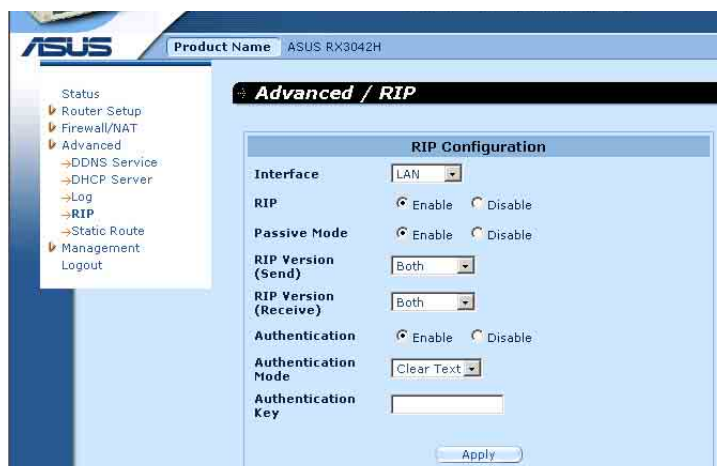 ASUS
Product Name ASUS RX3042H
Status
Router Setup
Firewall/NAT
Advanced
→DDNS Service
→DHCP Server
→Log
→RIP
→Static Route
Management
Logout
Advanced / RIP
RIP Configuration
Interface LAN
RIP Enable Disable
Passive Mode Enable Disable
RIP Version
(Send) Both
RIP Version
(Receive) Both
Authentication Enable Disable
Authentication
Mode Clear Text
Authentication
Key
Apply